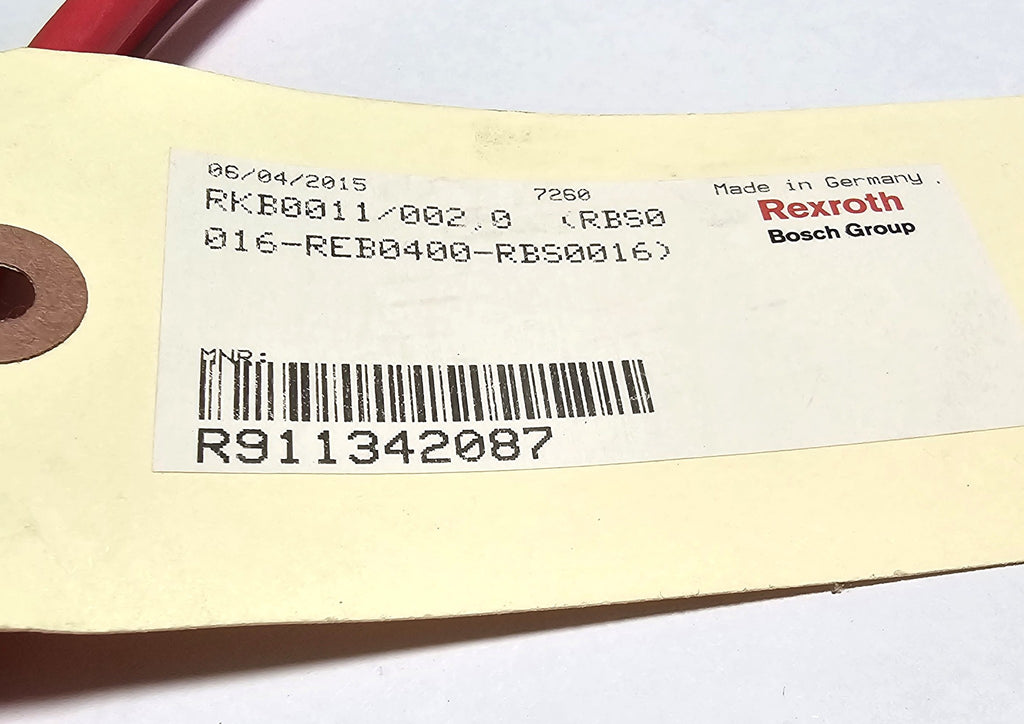 06/04/2015
7260
Made in Germany
RKB0011/002,0 (RBS0
016-REB0400-RBS0016)
Rexroth
Bosch Group
MNR:
R911342087